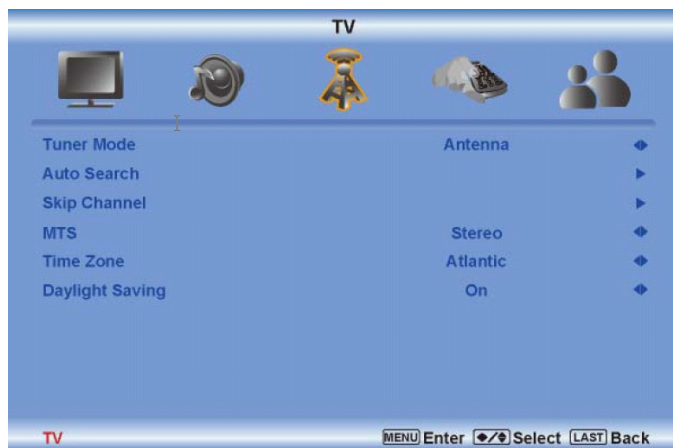 TV
Tuner Mode Antenna
Auto Search
Skip Channel
MTS Stereo
Time Zone Atlantic
Daylight Saving On
TV MENU Enter Select LAST Back